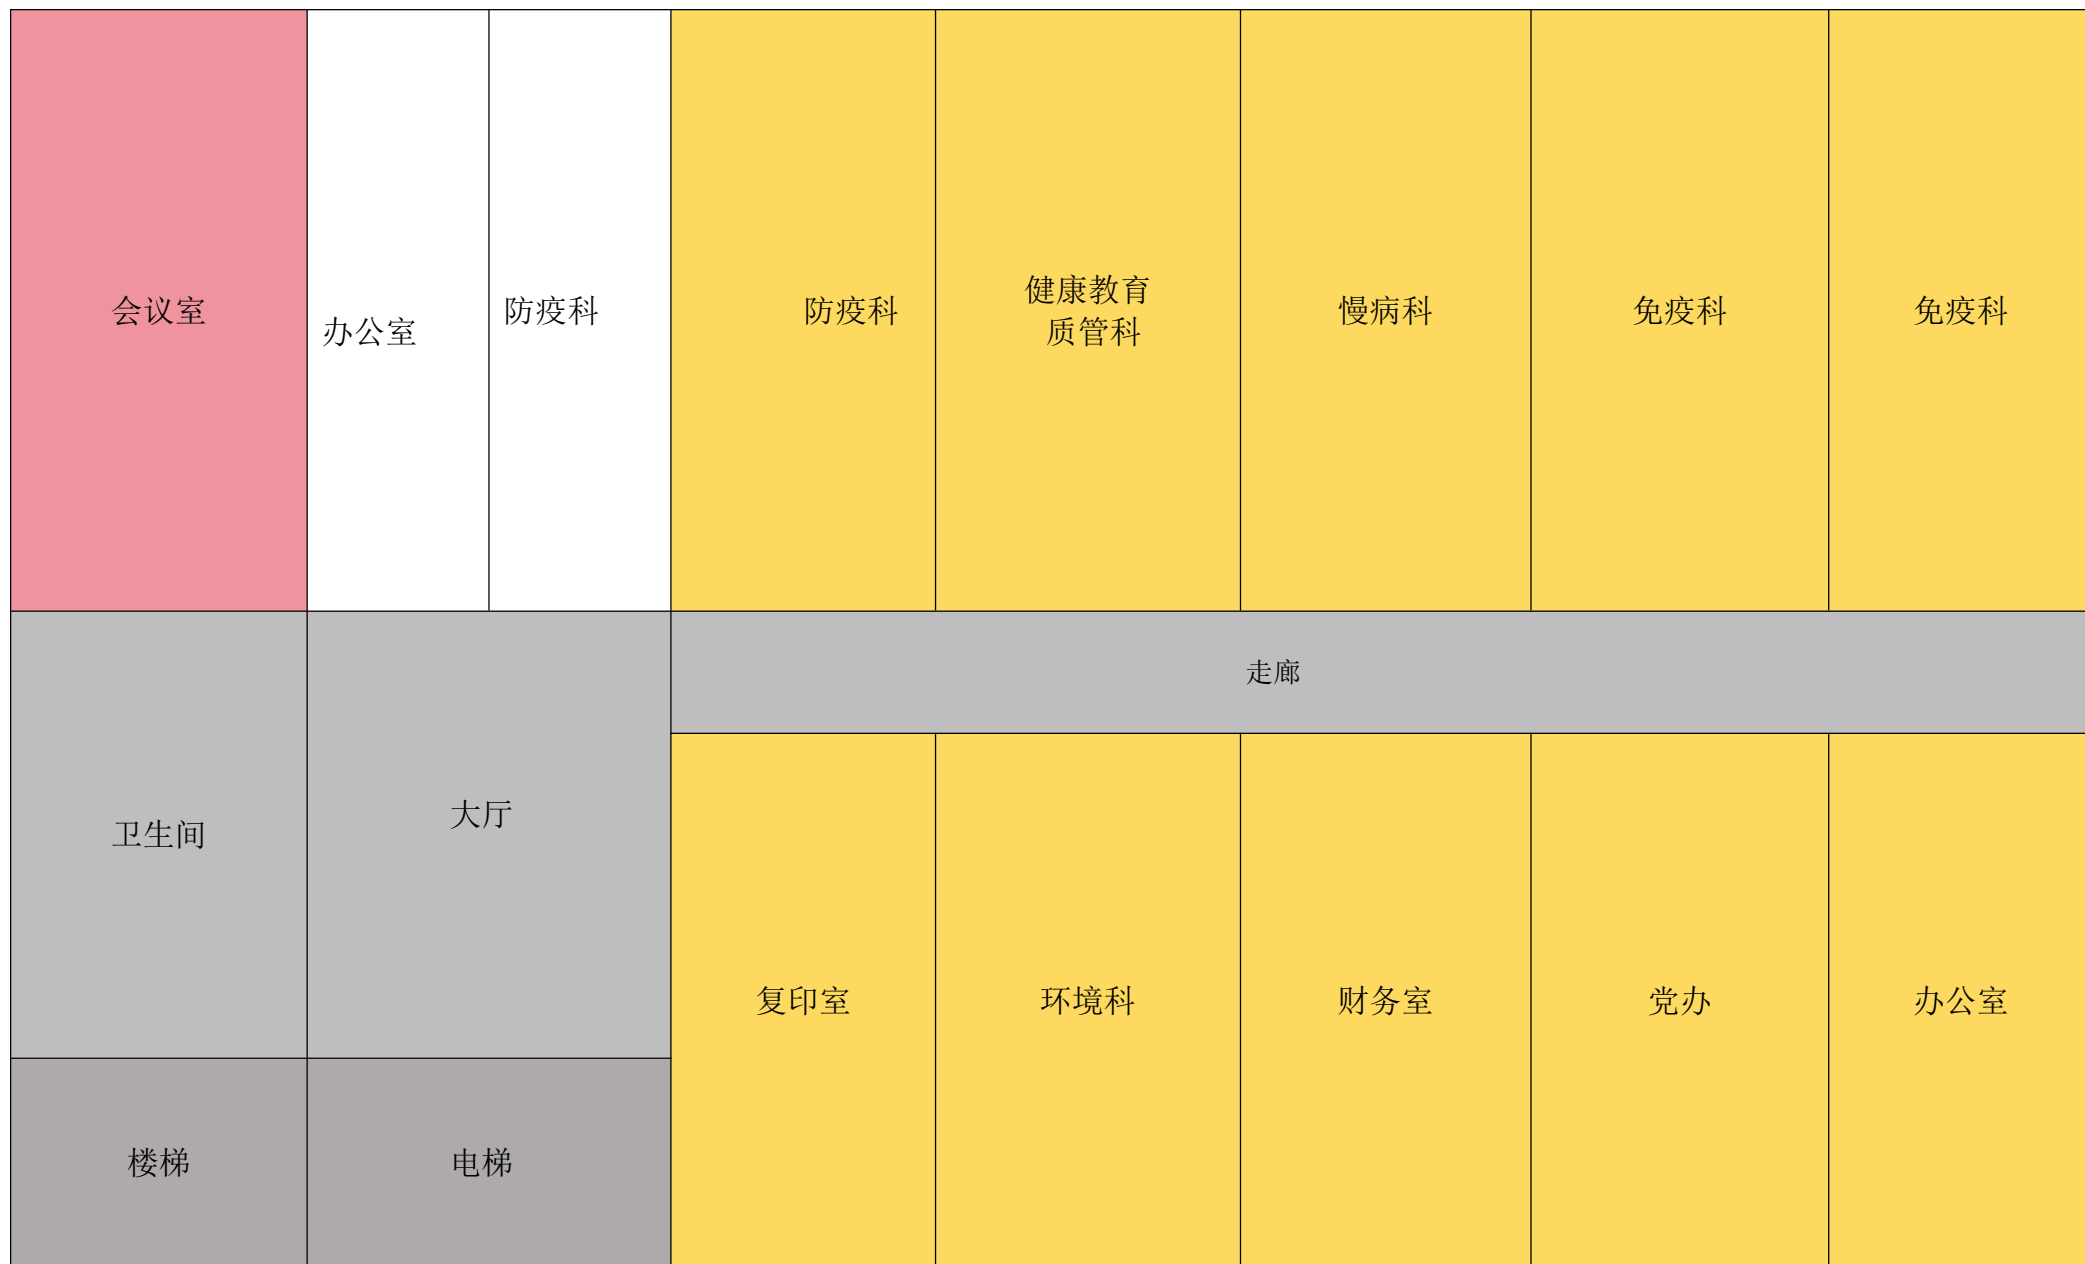 会议室
办公室
防疫科
防疫科
健康教育
质管科
慢病科
免疫科
免疫科
走廊
卫生间
大厅
复印室
环境科
财务室
党办
办公室
楼梯
电梯